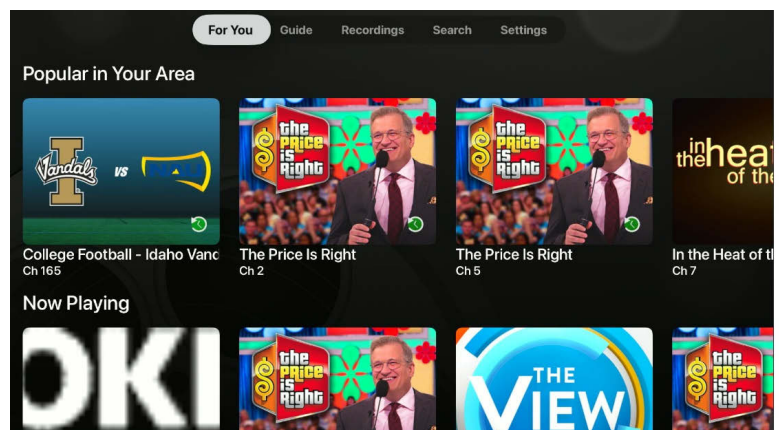 For You Guide Recordings Search Settings
Popular in Your Area
Vandals
I
VS
the PRICE is Right
the PRICE is Right
in the heat
of the
College Football - Idaho Vand
Ch 165
The Price Is Right
Ch 2
The Price Is Right
Ch 5
In the Heat of t
Ch 7
Now Playing
OKI
the PRICE is Right
THE VIEW
the PRICE is Right